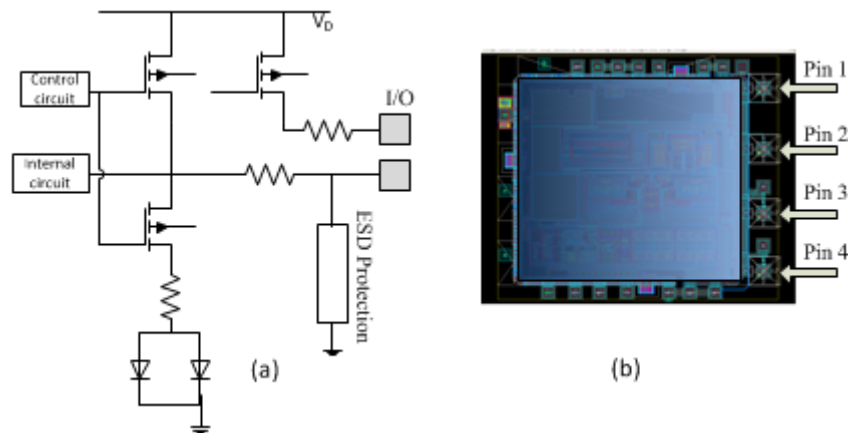 V_D
Control
circuit
I/O
Internal
circuit
ESD Protection
(a)
Pin 1
Pin 2
Pin 3
Pin 4
(b)